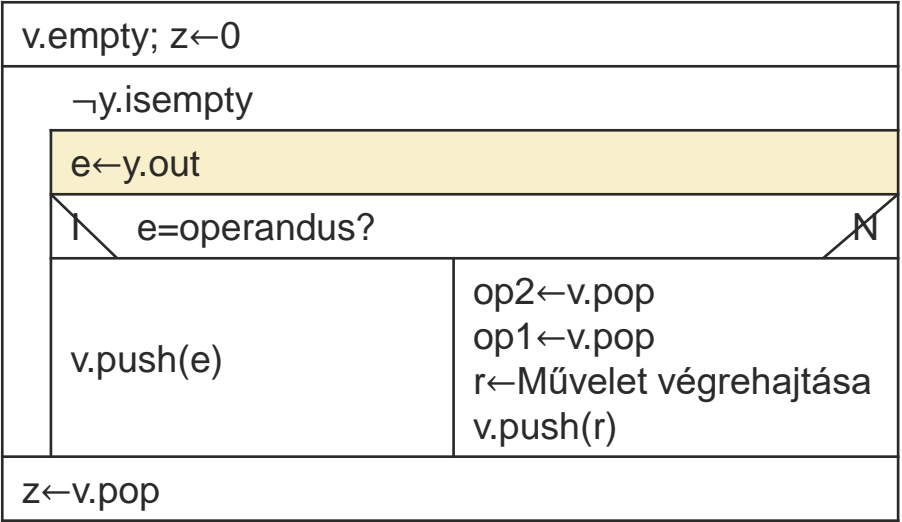 v.empty; z←0
¬y.isempty
e←y.out
I e=operandus? N
v.push(e)
op2←v.pop
op1←v.pop
r←Művelet végrehajtása
v.push(r)
z←v.pop